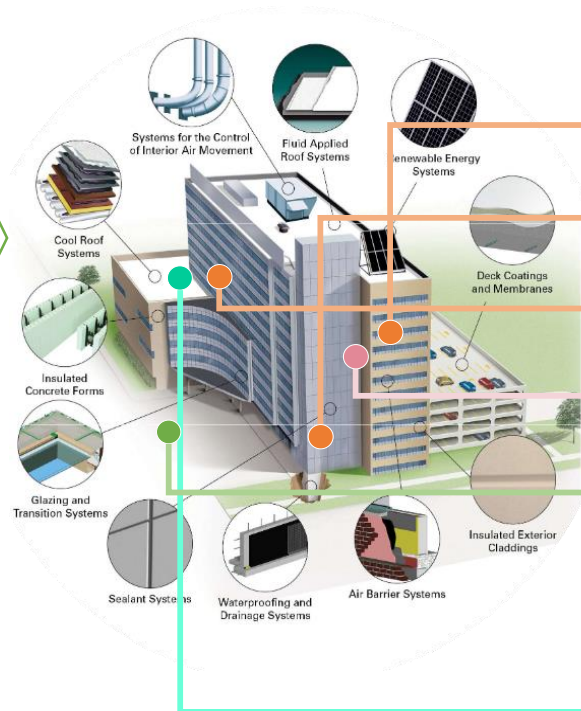 Systems for the Control
of Interior Air Movement
Fluid Applied
Roof Systems
Renewable Energy
Systems
Cool Roof
Systems
Deck Coatings
and Membranes
Insulated
Concrete Forms
Glazing and
Transition Systems
Insulated Exterior
Claddings
Sealant Systems
Waterproofing and
Drainage Systems
Air Barrier Systems